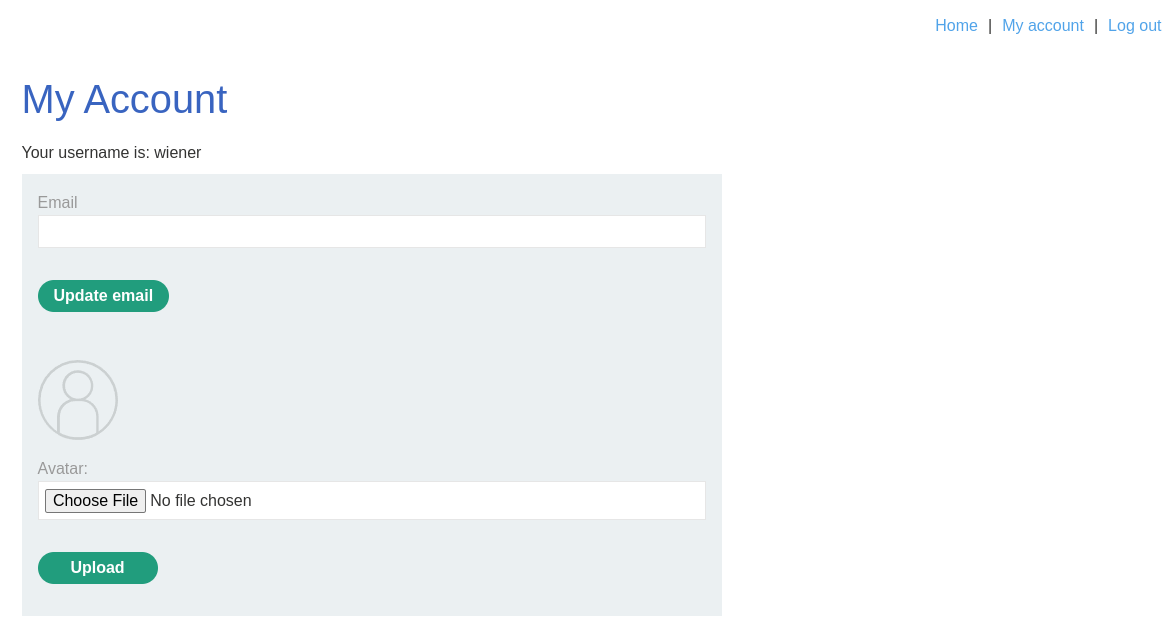 Home | My account | Log out
My Account
Your username is: wiener
Email
Update email
Avatar:
Choose File No file chosen
Upload